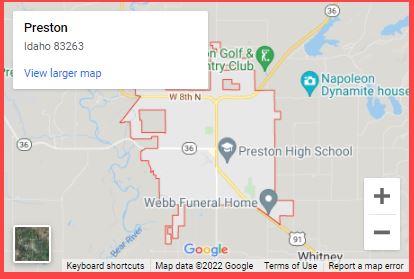 Preston
Idaho 83263
View larger map
on Golf &
ntry Club
W 8th N
36
Napoleon
Dynamite house
36
36
Preston High School
Webb Funeral Home
Bear River
91
Whitney
Google
Keyboard shortcuts
Map data ©2022 Google
Terms of Use
Report a map error